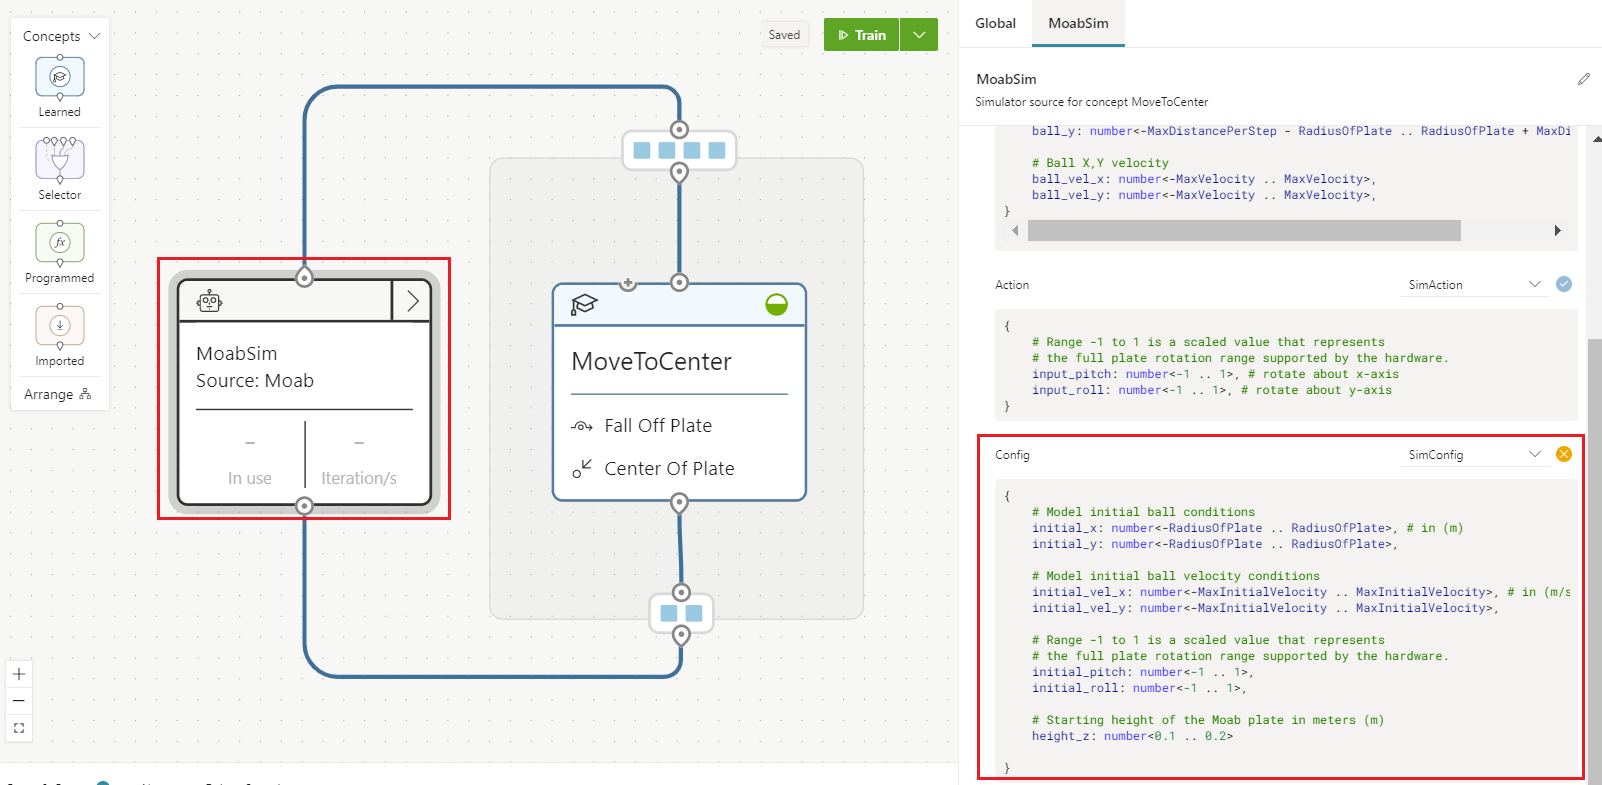 Concepts
Learned
Selector
fx
Programmed
Imported
Arrange
Saved
Train
MoabSim
Source: Moab
–
In use
–
Iteration/s
MoveToCenter
Fall Off Plate
Center Of Plate
Global
MoabSim
MoabSim
Simulator source for concept MoveToCenter
ball_y: number<-MaxDistancePerStep - RadiusOfPlate .. RadiusOfPlate + MaxDi
# Ball X,Y velocity
ball_vel_x: number<-MaxVelocity .. MaxVelocity>,
ball_vel_y: number<-MaxVelocity .. MaxVelocity>,
}
Action
SimAction
{
# Range -1 to 1 is a scaled value that represents
# the full plate rotation range supported by the hardware.
input_pitch: number<-1 .. 1>, # rotate about x-axis
input_roll: number<-1 .. 1>, # rotate about y-axis
}
Config
SimConfig
{
# Model initial ball conditions
initial_x: number<-RadiusOfPlate .. RadiusOfPlate>, # in (m)
initial_y: number<-RadiusOfPlate .. RadiusOfPlate>,
# Model initial ball velocity conditions
initial_vel_x: number<-MaxInitialVelocity .. MaxInitialVelocity>, # in (m/s
initial_vel_y: number<-MaxInitialVelocity .. MaxInitialVelocity>,
# Range -1 to 1 is a scaled value that represents
# the full plate rotation range supported by the hardware.
initial_pitch: number<-1 .. 1>,
initial_roll: number<-1 .. 1>,
# Starting height of the Moab plate in meters (m)
height_z: number<0.1 .. 0.2>
}